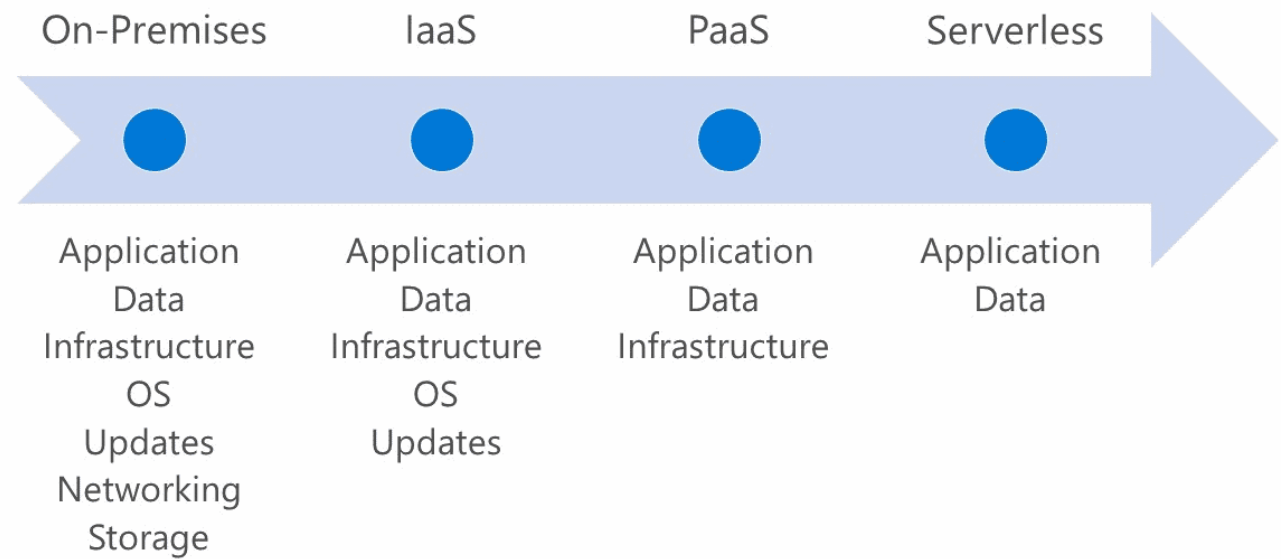 On-Premises
IaaS
PaaS
Serverless
Application
Data
Infrastructure
OS
Updates
Networking
Storage
Application
Data
Infrastructure
OS
Updates
Application
Data
Infrastructure
Application
Data